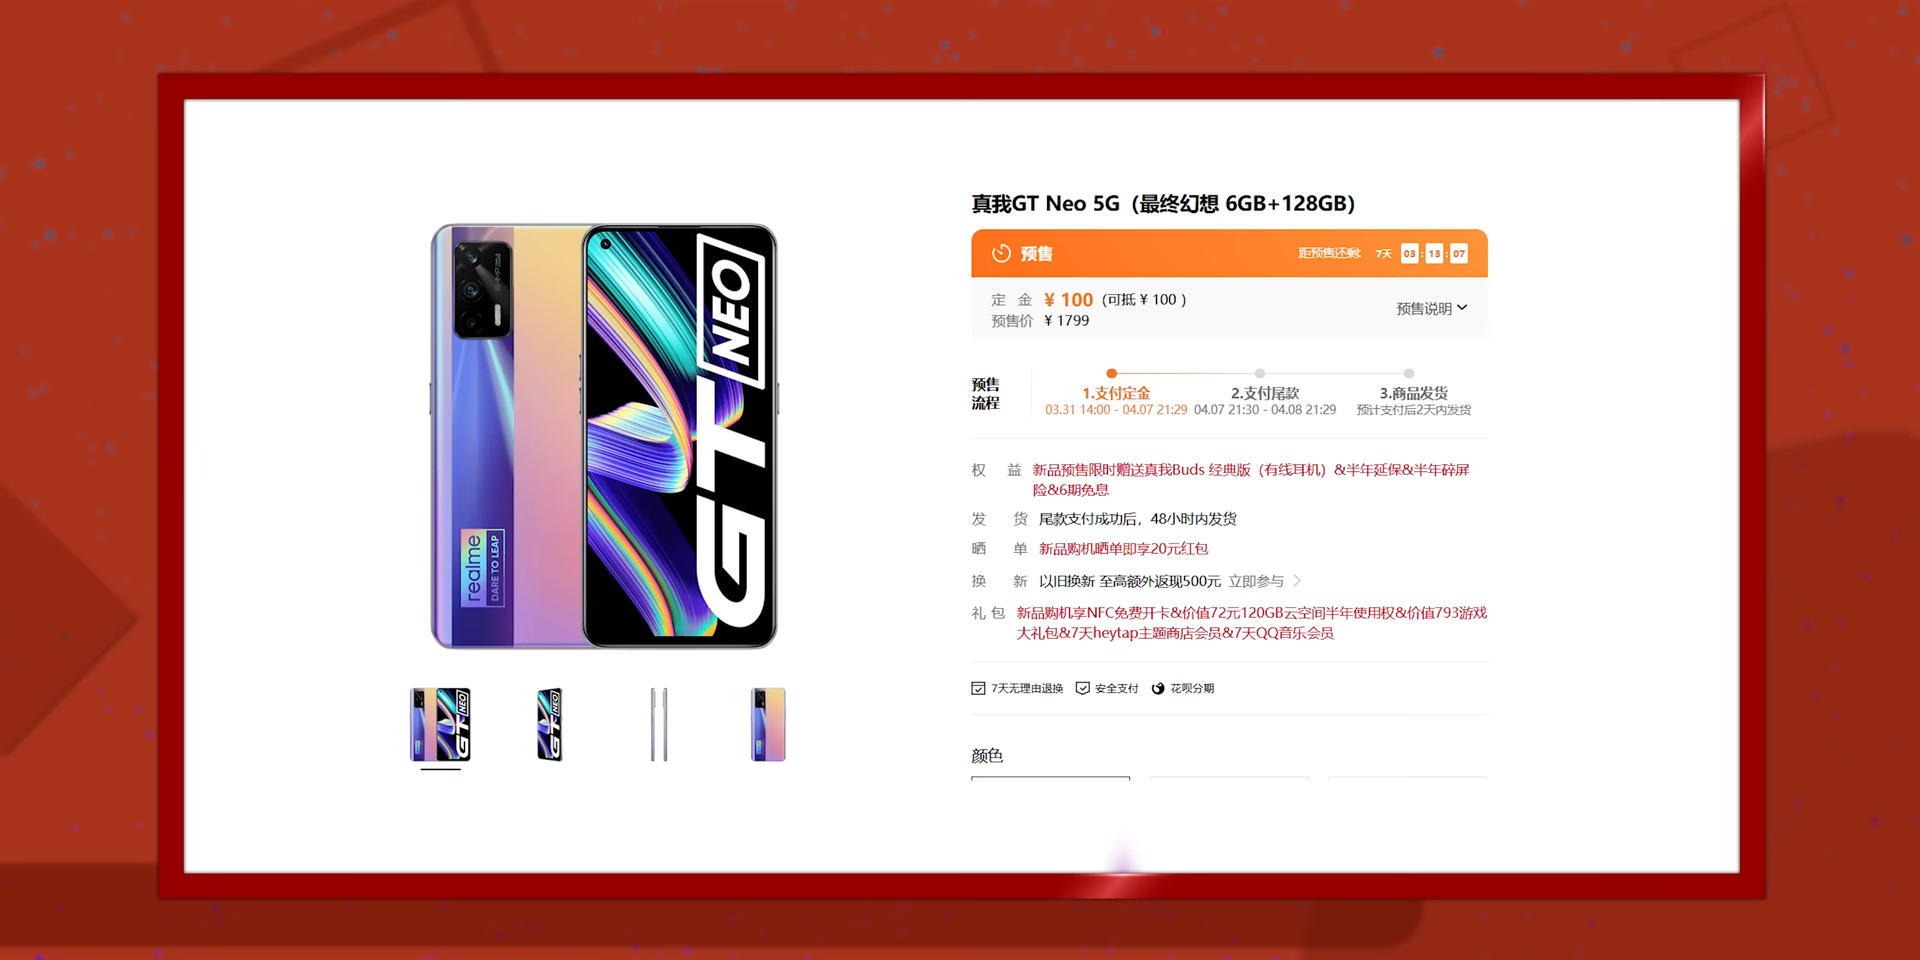 真我GT Neo 5G（最终幻想 6GB+128GB）
预售
距预售还剩: 7天 03 : 13 : 07
定 金 ¥ 100 (可抵 ¥ 100 )
预售价 ¥ 1799
预售说明
预售
流程
1.支付定金 2.支付尾款 3.商品发货
03.31 14:00 - 04.07 21:29 04.07 21:30 - 04.08 21:29 预计支付后2天内发货
权 益 新品预售限时赠送真我Buds 经典版（有线耳机）&半年延保&半年碎屏
险&6期免息
发 货 尾款支付成功后，48小时内发货
晒 单 新品购机晒单即享20元红包
换 新 以旧换新 至高额外返现500元 立即参与
礼 包 新品购机享NFC免费开卡&价值72元120GB云空间半年使用权&价值793游戏
大礼包&7天heytap主题商店会员&7天QQ音乐会员
7天无理由退换 安全支付 花呗分期
颜色
GT NEO
realme
DARE TO LEAP
GT NEO
GT NEO